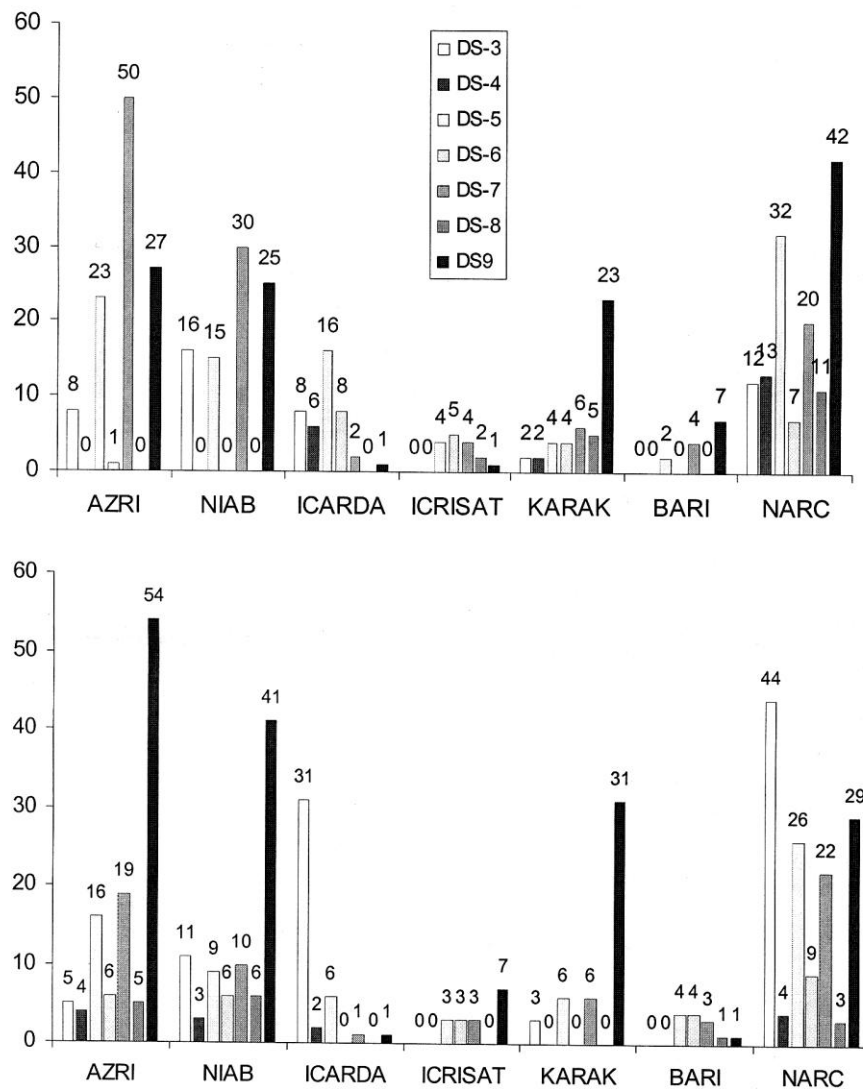 60
50
40
30
20
10
0
DS-3
DS-4
DS-5
DS-6
DS-7
DS-8
DS9
8 0 23 1 50 0 27
16 0 15 0 30 0 25
8 6 16 8 2 0 1
0 0 4 5 4 2 1
2 2 4 4 6 5 23
0 0 2 0 4 0 7
12 13 32 7 20 11 42
AZRI NIAB ICARDA ICRISAT KARAK BARI NARC
60
50
40
30
20
10
0
5 4 16 6 19 5 54
11 3 9 6 10 6 41
31 2 6 0 1 0 1
0 0 3 3 3 0 7
3 0 6 0 6 0 31
0 0 4 4 3 1 1
44 4 26 9 22 3 29
AZRI NIAB ICARDA ICRISAT KARAK BARI NARC